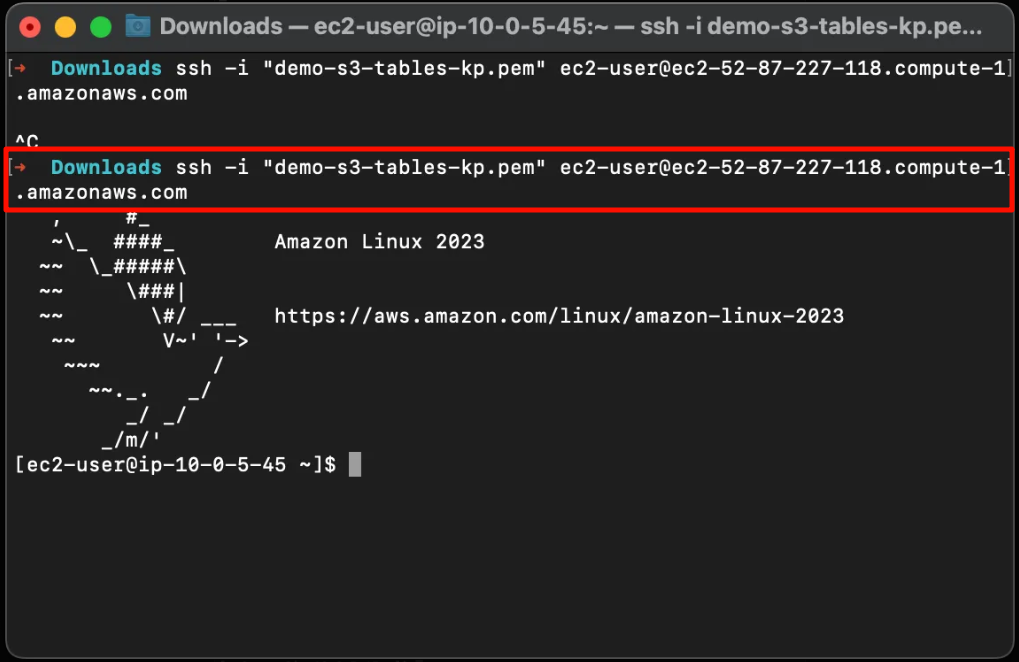 Downloads — ec2-user@ip-10-0-5-45:~ — ssh -i demo-s3-tables-kp.pe...
[→  Downloads ssh -i "demo-s3-tables-kp.pem" ec2-user@ec2-52-87-227-118.compute-1]
.amazonaws.com
^C
[→  Downloads ssh -i "demo-s3-tables-kp.pem" ec2-user@ec2-52-87-227-118.compute-1]
.amazonaws.com
   ,     #_
   ~\_  ####_        Amazon Linux 2023
  ~~  \_#####\
  ~~     \###|
  ~~       \#/ ___   https://aws.amazon.com/linux/amazon-linux-2023
   ~~       V~' '->
    ~~~         /
      ~~._.   _/
         _/ _/
       _/m/'
[ec2-user@ip-10-0-5-45 ~]$